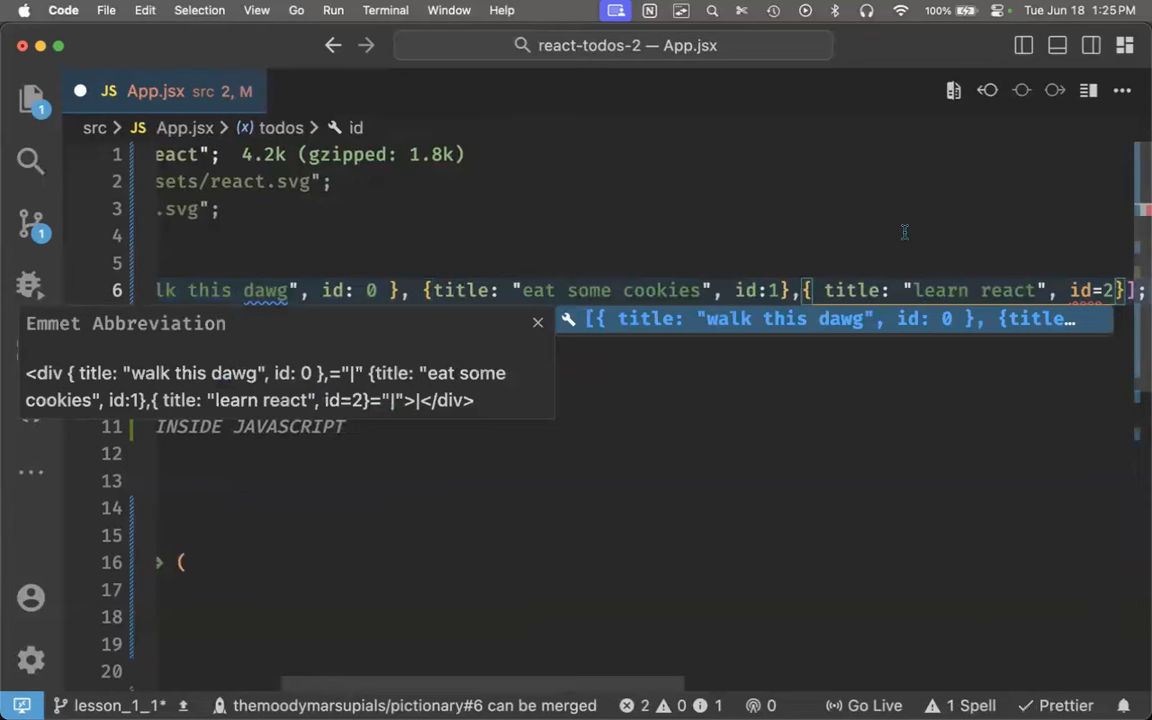 Code File Edit Selection View Go Run Terminal Window Help 100% Tue Jun 18 1:25 PM
react-todos-2 — App.jsx
1 JS App.jsx src 2, M
src > JS App.jsx > (x) todos > id
1 eact"; 4.2k (gzipped: 1.8k)
2 sets/react.svg";
3 .svg";
4
1
5
6 lk this dawg", id: 0 }, {title: "eat some cookies", id:1},{ title: "learn react", id=2}];
Emmet Abbreviation
[{ title: "walk this dawg", id: 0 }, {title…
<div { title: "walk this dawg", id: 0 },="|" {title: "eat some
cookies", id:1},{ title: "learn react", id=2}="|">|</div>
11 INSIDE JAVASCRIPT
12
13
14
15
16 > (
17
18
19
20
lesson_1_1* themoodymarsupials/pictionary#6 can be merged 2 0 1 0 Go Live 1 Spell Prettier